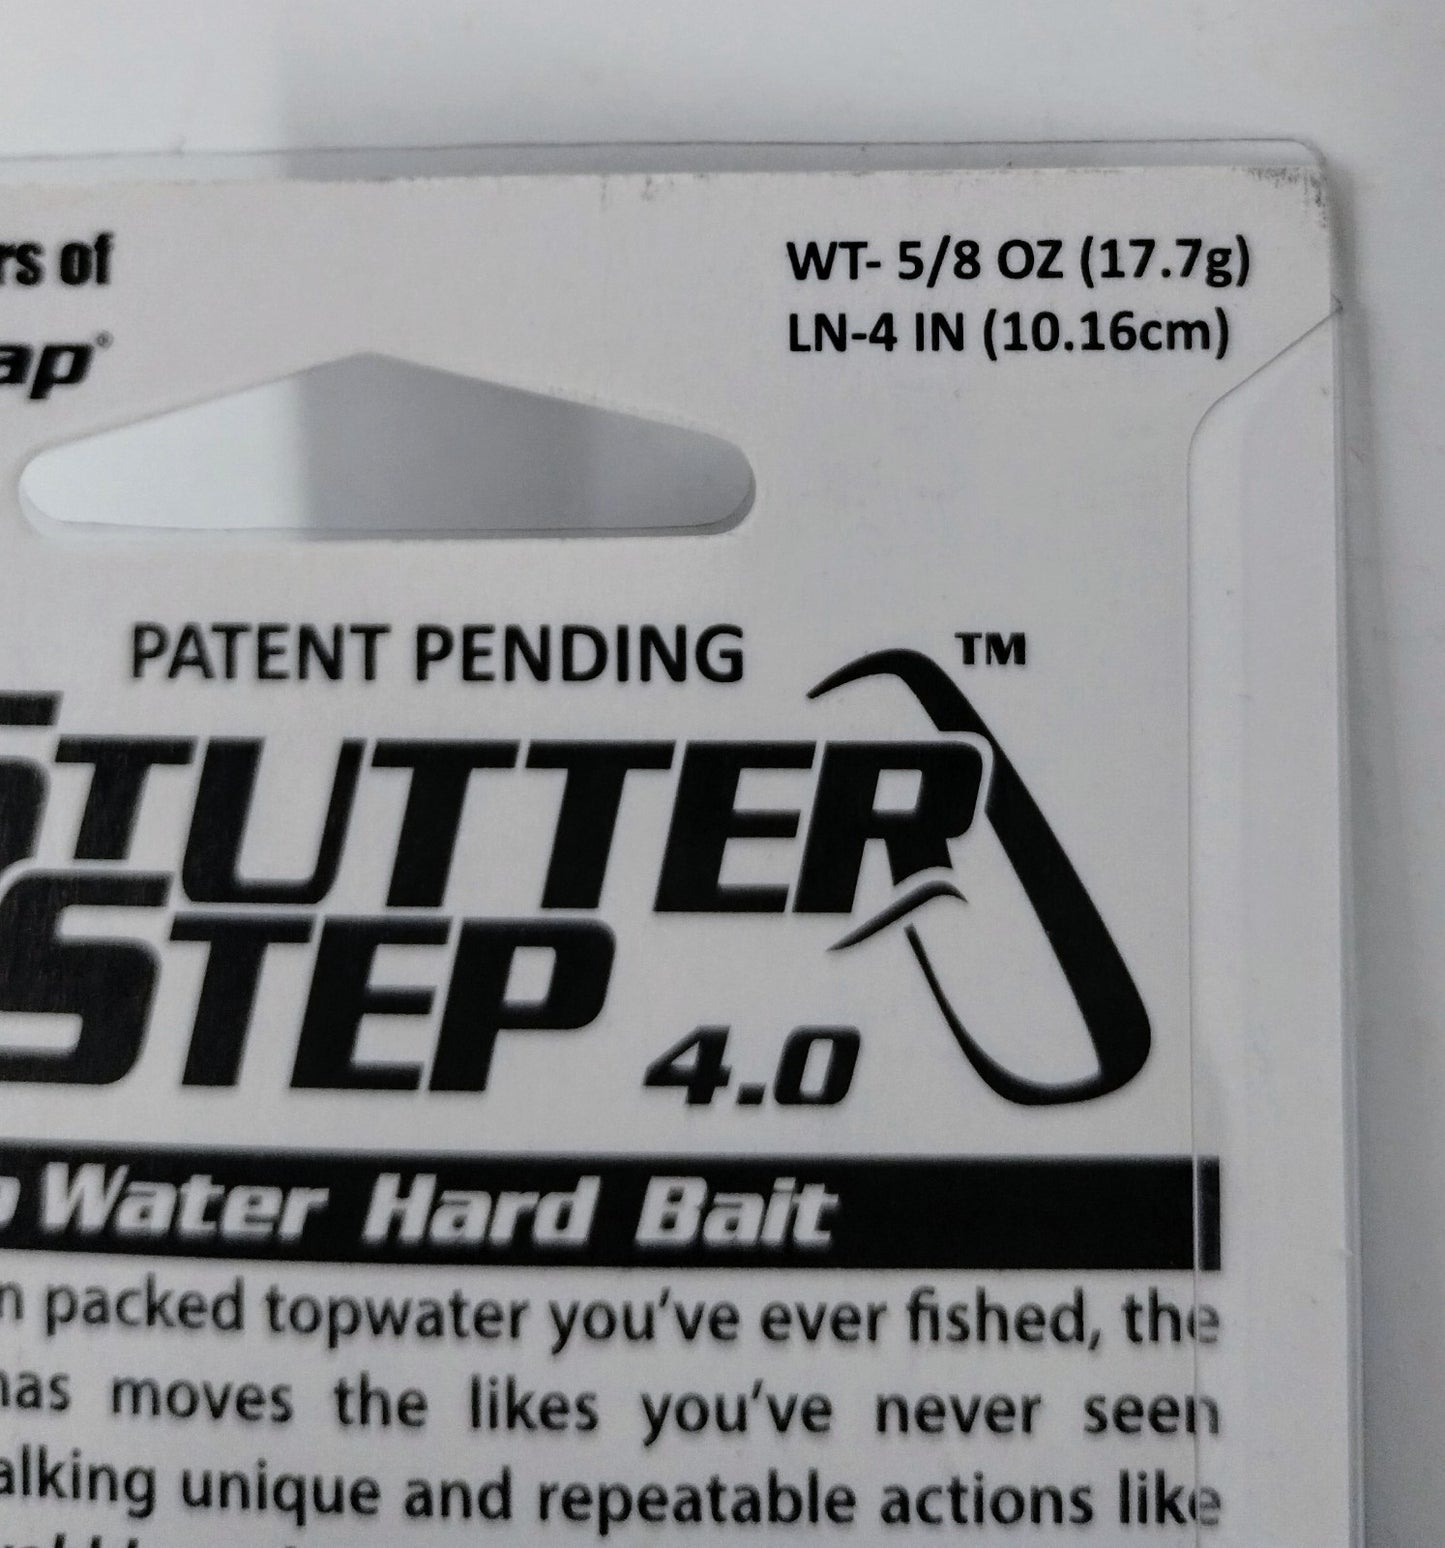 rs of
ap®
WT- 5/8 OZ (17.7g)
LN-4 IN (10.16cm)
PATENT PENDING
TM
STUTTER
STEP 4.0
Water Hard Bait
packed topwater you've ever fished, the
has moves the likes you've never seen
alking unique and repeatable actions like